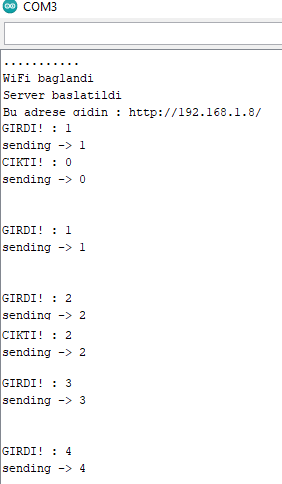 COM3
...........
WiFi baglandi
Server baslatildi
Bu adrese gidin : http://192.168.1.8/
GIRDI! : 1
sending -> 1
CIKTI! : 0
sending -> 0
GIRDI! : 1
sending -> 1
GIRDI! : 2
sending -> 2
CIKTI! : 2
sending -> 2
GIRDI! : 3
sending -> 3
GIRDI! : 4
sending -> 4